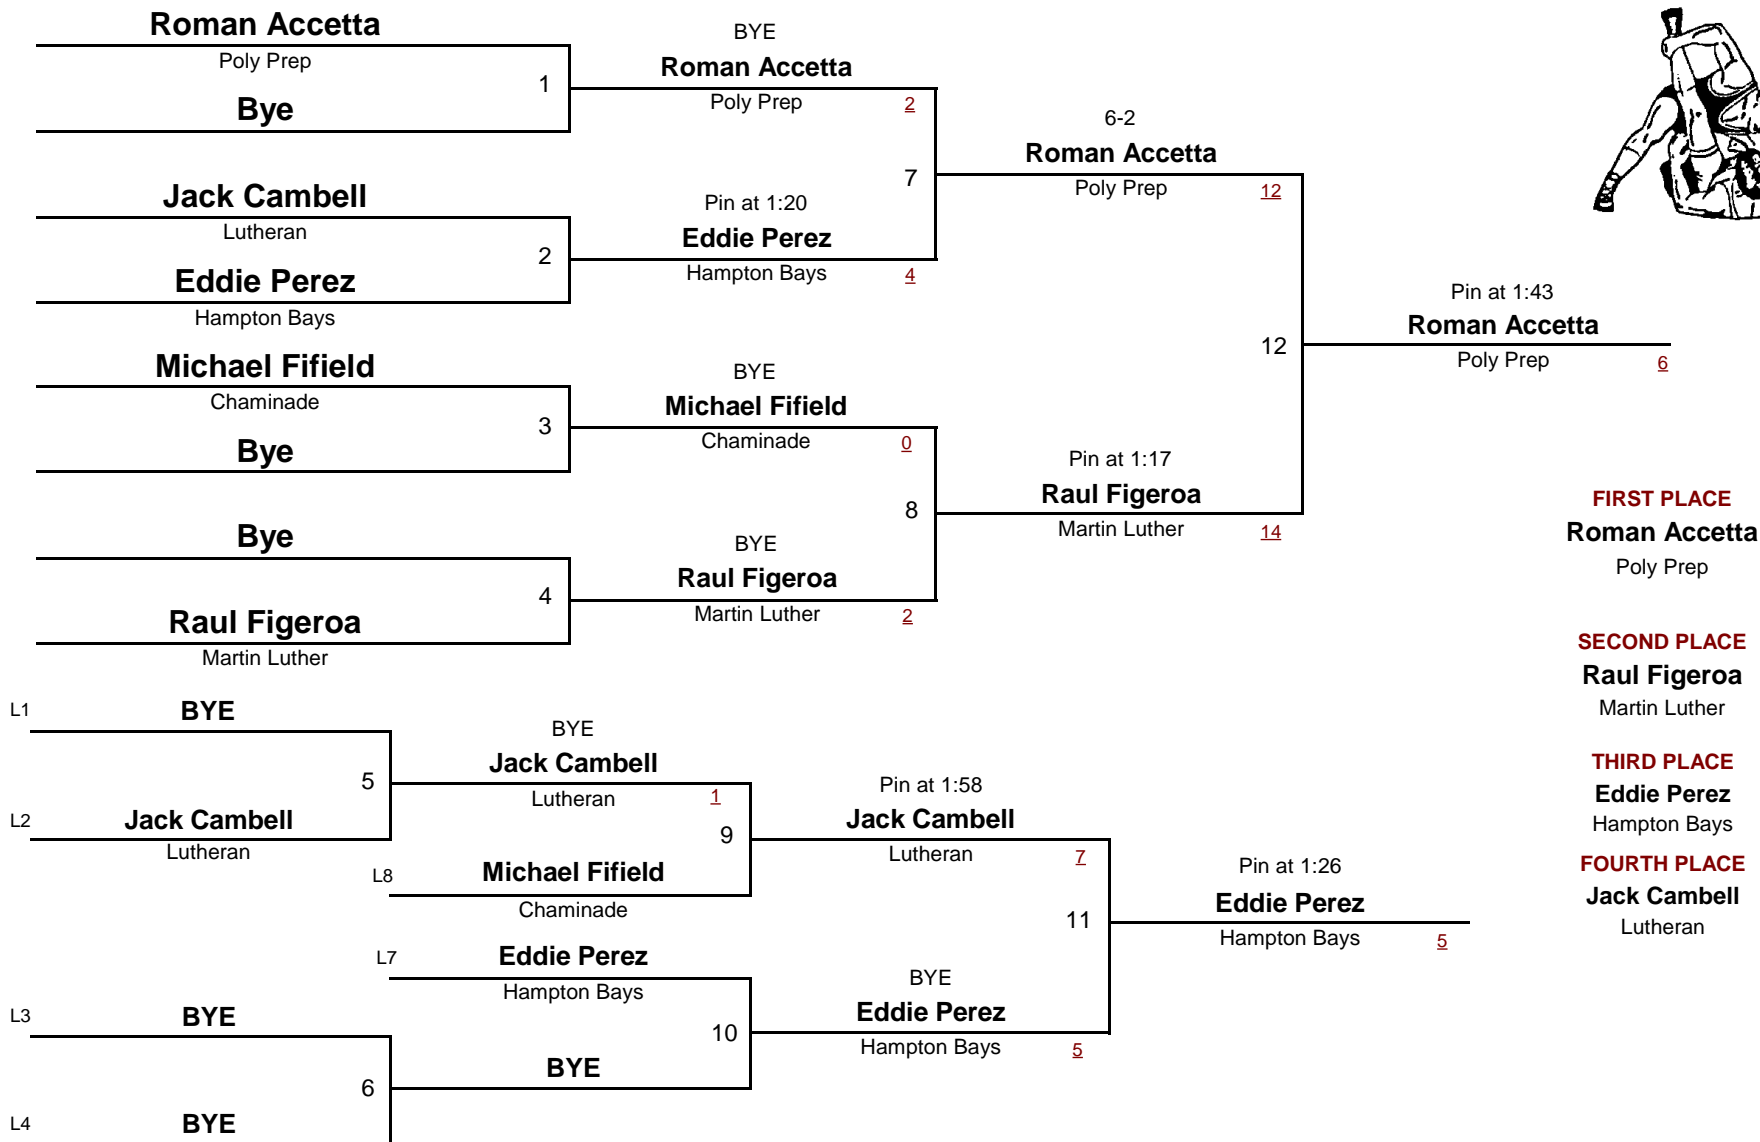 Roman Accetta
Poly Prep
1
Bye
BYE
Roman Accetta
Poly Prep
2
Jack Cambell
Lutheran
2
Eddie Perez
Hampton Bays
Pin at 1:20
Eddie Perez
Hampton Bays
4
7
6-2
Roman Accetta
Poly Prep
12
Michael Fifield
Chaminade
3
Bye
BYE
Michael Fifield
Chaminade
0
Bye
4
Raul Figeroa
Martin Luther
BYE
Raul Figeroa
Martin Luther
2
8
Pin at 1:17
Raul Figeroa
Martin Luther
14
12
Pin at 1:43
Roman Accetta
Poly Prep
6
FIRST PLACE
Roman Accetta
Poly Prep
SECOND PLACE
Raul Figeroa
Martin Luther
THIRD PLACE
Eddie Perez
Hampton Bays
FOURTH PLACE
Jack Cambell
Lutheran
L1
BYE
5
L2
Jack Cambell
Lutheran
BYE
Jack Cambell
Lutheran
1
9
L8
Michael Fifield
Chaminade
Pin at 1:58
Jack Cambell
Lutheran
7
L7
Eddie Perez
Hampton Bays
10
BYE
L3
BYE
6
L4
BYE
BYE
Eddie Perez
Hampton Bays
5
11
Pin at 1:26
Eddie Perez
Hampton Bays
5